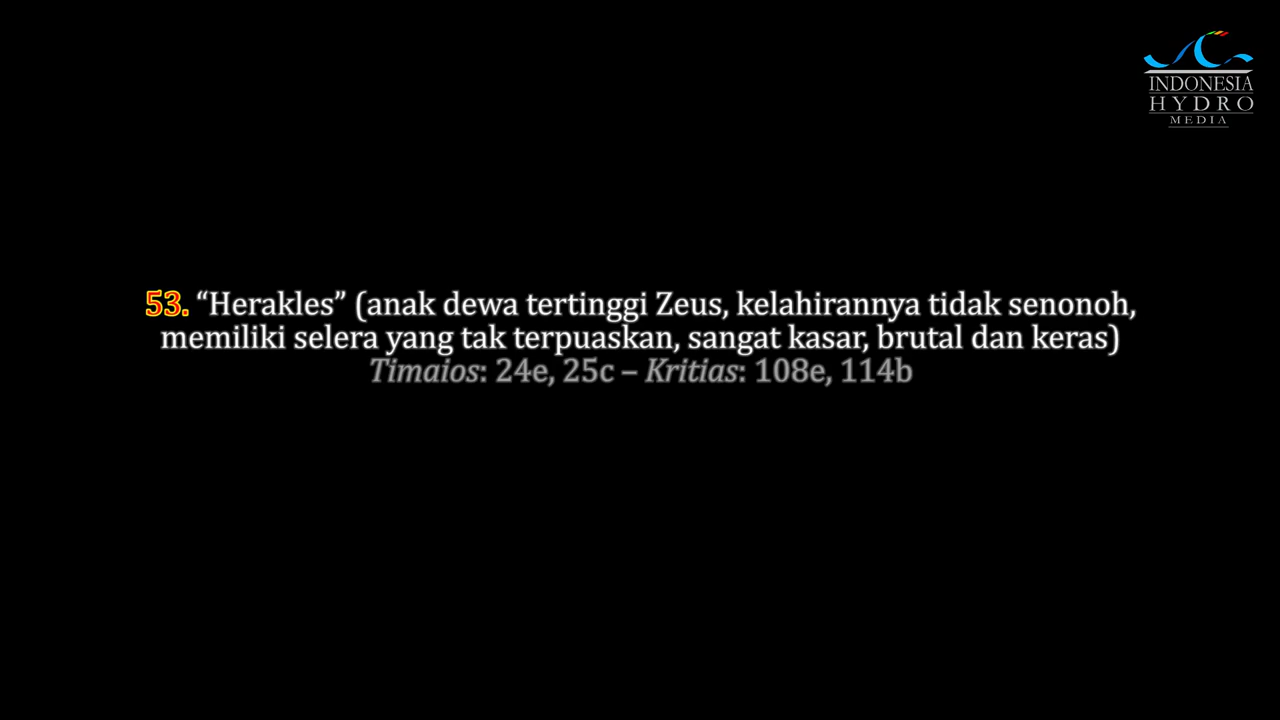 INDONESIA
HYDRO
MEDIA
53. “Herakles” (anak dewa tertinggi Zeus, kelahirannya tidak senonoh,
memiliki selera yang tak terpuaskan, sangat kasar, brutal dan keras)
Timaios: 24e, 25c – Kritias: 108e, 114b